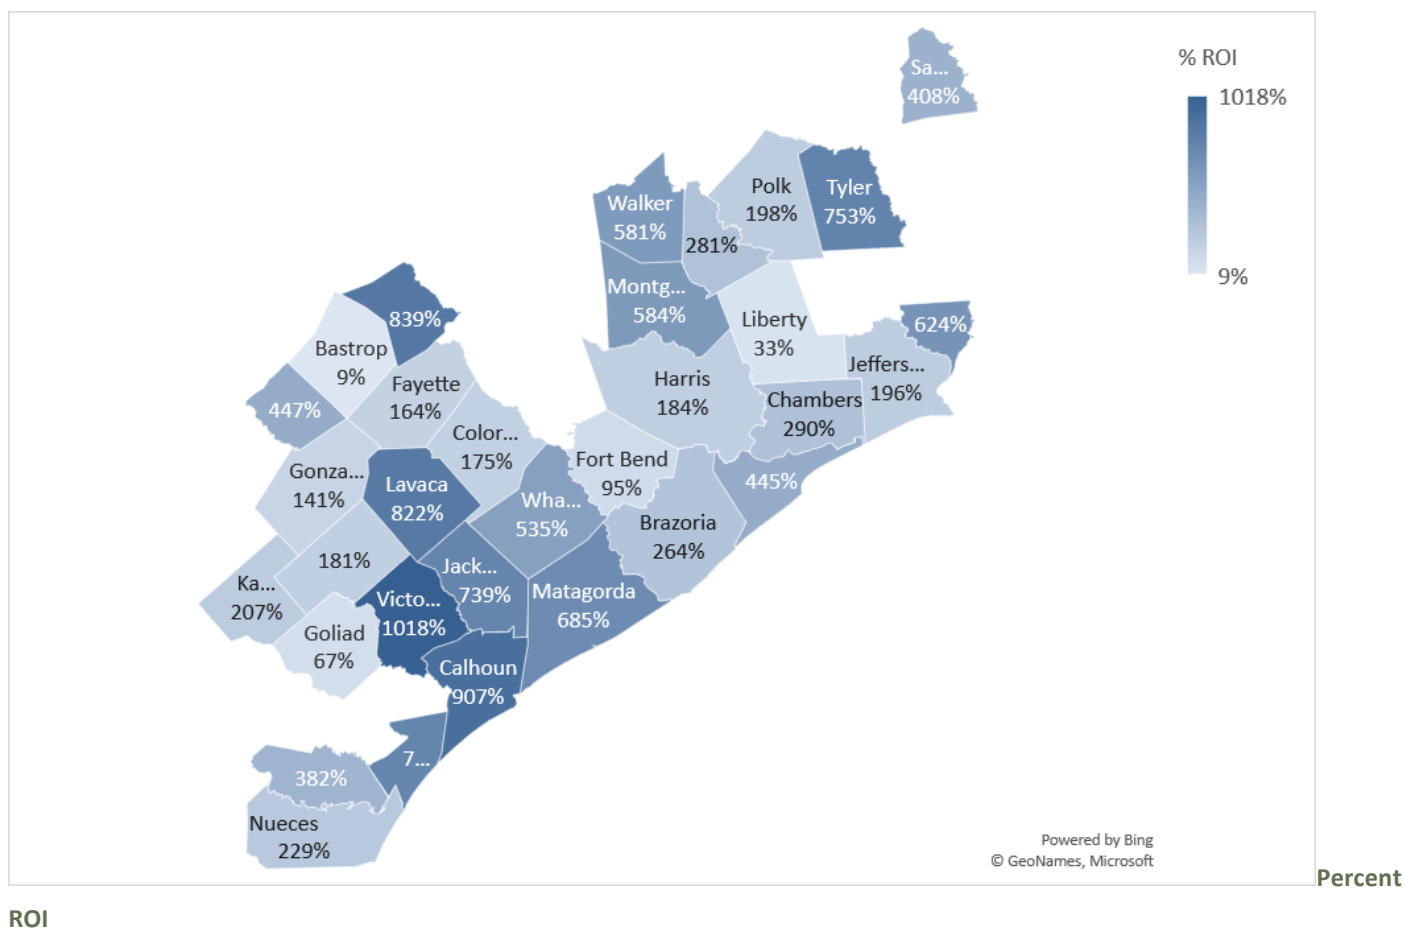 % ROI
1018%
9%
Sa...
408%
Polk
198%
Tyler
753%
Walker
581%
281%
Montg...
584%
Liberty
33%
839%
624%
Bastrop
9%
Jeffers...
196%
Harris
184%
Fayette
164%
Chambers
290%
447%
Color...
175%
Fort Bend
95%
Gonza...
141%
Lavaca
822%
445%
Wha...
535%
Brazoria
264%
181%
Jack...
739%
Ka...
207%
Matagorda
685%
Victo...
1018%
Goliad
67%
Calhoun
907%
7...
382%
Nueces
229%
Powered by Bing
© GeoNames, Microsoft
Percent
ROI